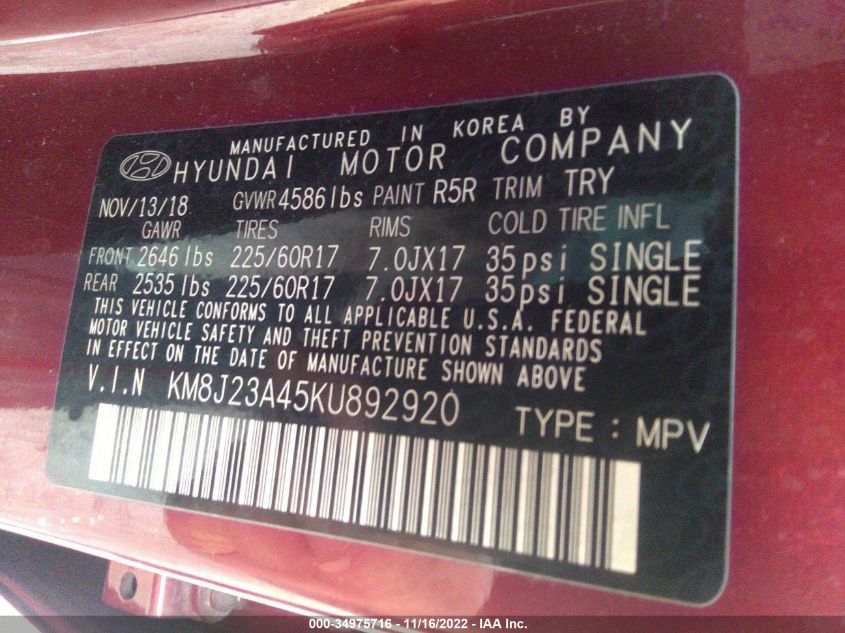 MANUFACTURED IN KOREA BY
HYUNDAI MOTOR COMPANY
NOV/13/18 GVWR 4586lbs PAINT R5R TRIM TRY
GAWR TIRES RIMS COLD TIRE INFL
FRONT 2646 lbs 225/60R17 7.0JX17 35psi SINGLE
REAR 2535 lbs 225/60R17 7.0JX17 35psi SINGLE
THIS VEHICLE CONFORMS TO ALL APPLICABLE U.S.A. FEDERAL
MOTOR VEHICLE SAFETY AND THEFT PREVENTION STANDARDS
IN EFFECT ON THE DATE OF MANUFACTURE SHOWN ABOVE
V.I.N KM8J23A45KU892920 TYPE : MPV
000-34975716 - 11/16/2022 - IAA Inc.